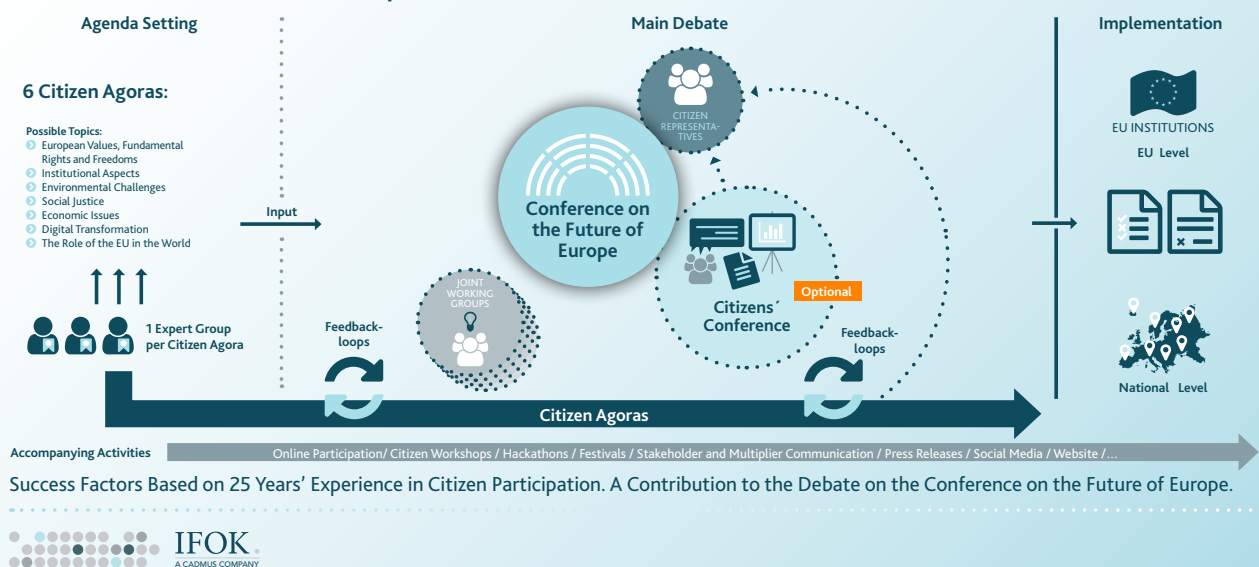 Agenda Setting
Main Debate
Implementation
6 Citizen Agoras:
Possible Topics:
European Values, Fundamental
Rights and Freedoms
Institutional Aspects
Environmental Challenges
Social Justice
Economic Issues
Digital Transformation
The Role of the EU in the World
1 Expert Group
per Citizen Agora
Input
CITIZEN
REPRESENTA-
TIVES
Conference on
the Future of
Europe
JOINT
WORKING
GROUPS
Feedback-
loops
Optional
Citizens´
Conference
Feedback-
loops
EU INSTITUTIONS
EU Level
National Level
Citizen Agoras
Accompanying Activities
Online Participation/ Citizen Workshops / Hackathons / Festivals / Stakeholder and Multiplier Communication / Press Releases / Social Media / Website /...
Success Factors Based on 25 Years’ Experience in Citizen Participation. A Contribution to the Debate on the Conference on the Future of Europe.
IFOK.
A CADMUS COMPANY